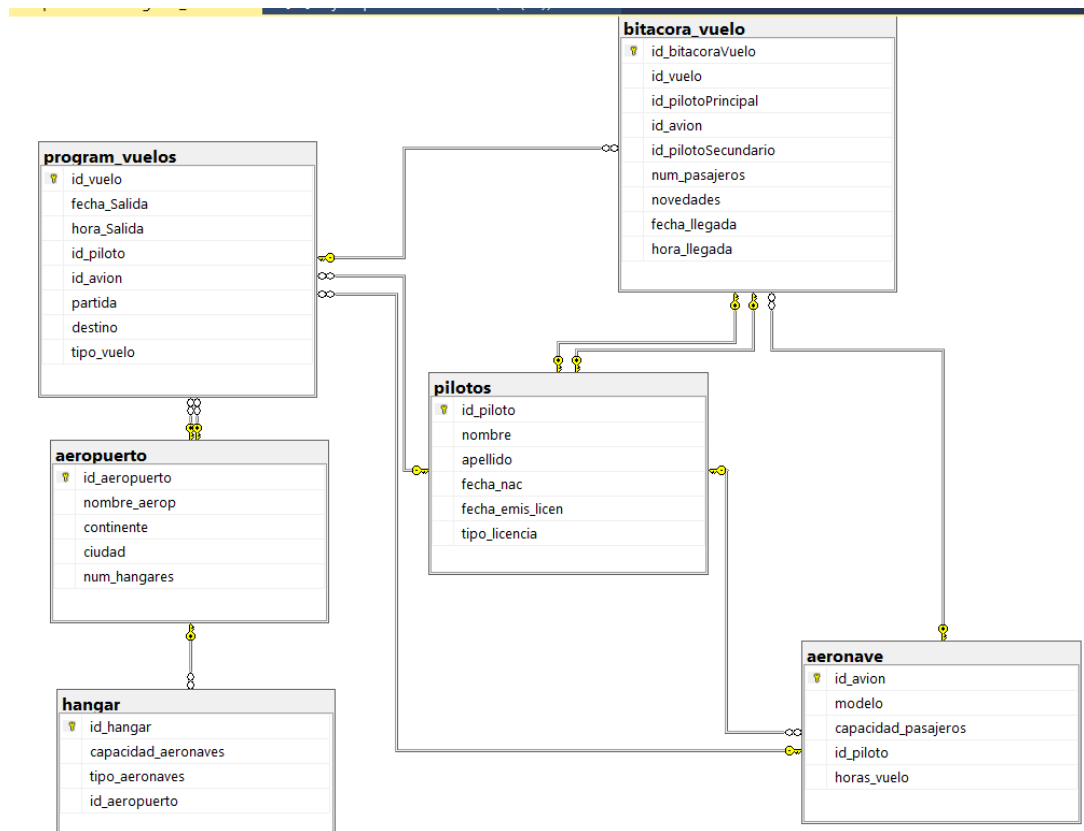 bitacora_vuelo
id_bitacoraVuelo
id_vuelo
id_pilotoPrincipal
id_avion
id_pilotoSecundario
num_pasajeros
novedades
fecha_llegada
hora_llegada
program_vuelos
id_vuelo
fecha_Salida
hora_Salida
id_piloto
id_avion
partida
destino
tipo_vuelo
pilotos
id_piloto
nombre
apellido
fecha_nac
fecha_emis_licen
tipo_licencia
aeropuerto
id_aeropuerto
nombre_aerop
continente
ciudad
num_hangares
aeronave
id_avion
modelo
capacidad_pasajeros
id_piloto
horas_vuelo
hangar
id_hangar
capacidad_aeronaves
tipo_aeronaves
id_aeropuerto